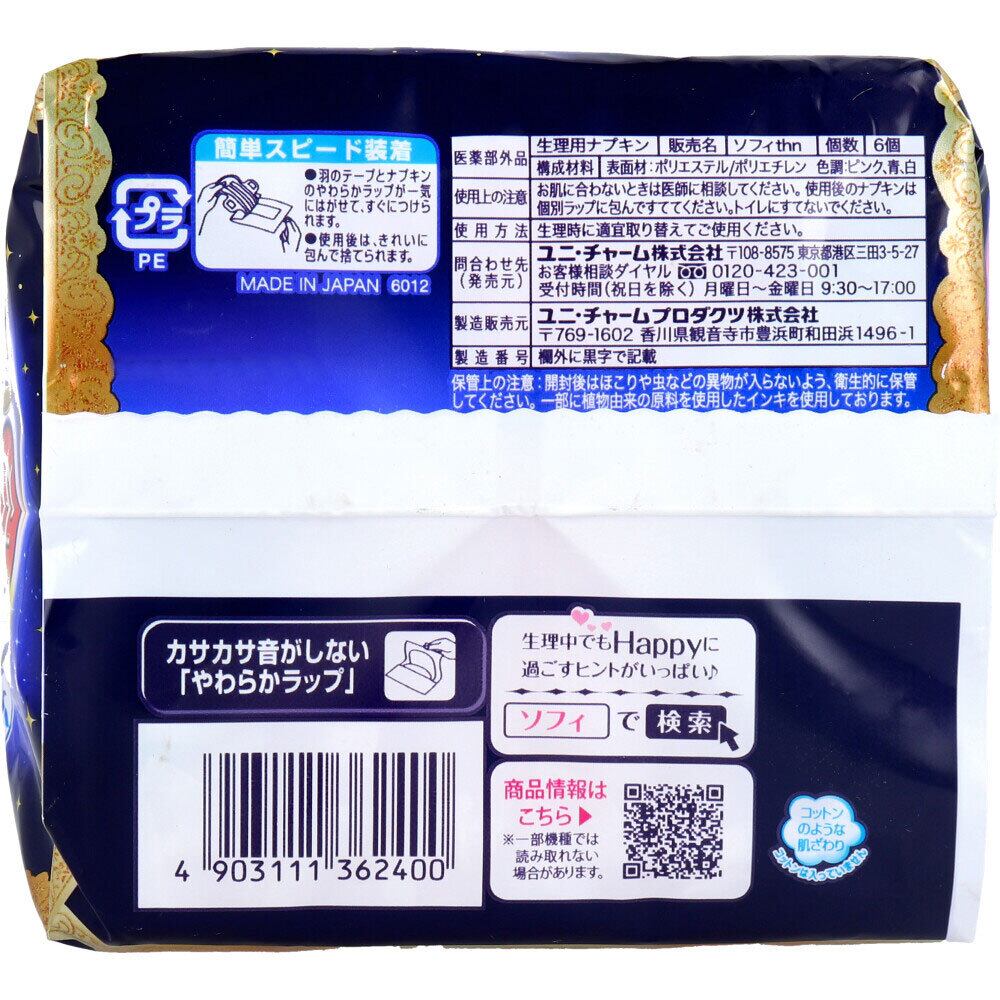 簡単スピード装着
●羽のテープとナプキン
のやわらかラップが一気
にはがせて、すぐにつけら
れます。
●使用後は、きれいに
包んで捨てられます。
プラ
PE
MADE IN JAPAN 6012
医薬部外品 生理用ナプキン 販売名 ソフィthn 個数 6個
構成材料 表面材:ポリエステル/ポリエチレン 色調:ピンク、青、白
使用上の注意 お肌に合わないときは医師に相談してください。使用後のナプキンは
個別ラップに包んですててください。トイレにすてないでください。
使用方法 生理時に適宜取り替えてご使用ください。
問合わせ先
(発売元)
ユニ・チャーム株式会社 〒108-8575 東京都港区三田3-5-27
お客様相談ダイヤル 0120-423-001
受付時間(祝日を除く) 月曜日〜金曜日 9:30〜17:00
製造販売元 ユニ・チャームプロダクツ株式会社
〒769-1602 香川県観音寺市豊浜町和田浜1496-1
製造番号 欄外に黒字で記載
保管上の注意:開封後はほこりや虫などの異物が入らないよう、衛生的に保管
してください。一部に植物由来の原料を使用したインキを使用しております。
カサカサ音がしない
「やわらかラップ」
生理中でもHappyに
過ごすヒントがいっぱい♪
ソフィ で 検索
4 903111 362400
商品情報は
こちら▶
※一部機種では
読み取れない
場合があります。
コットン
のような
肌ざわり
コットンは入っていません